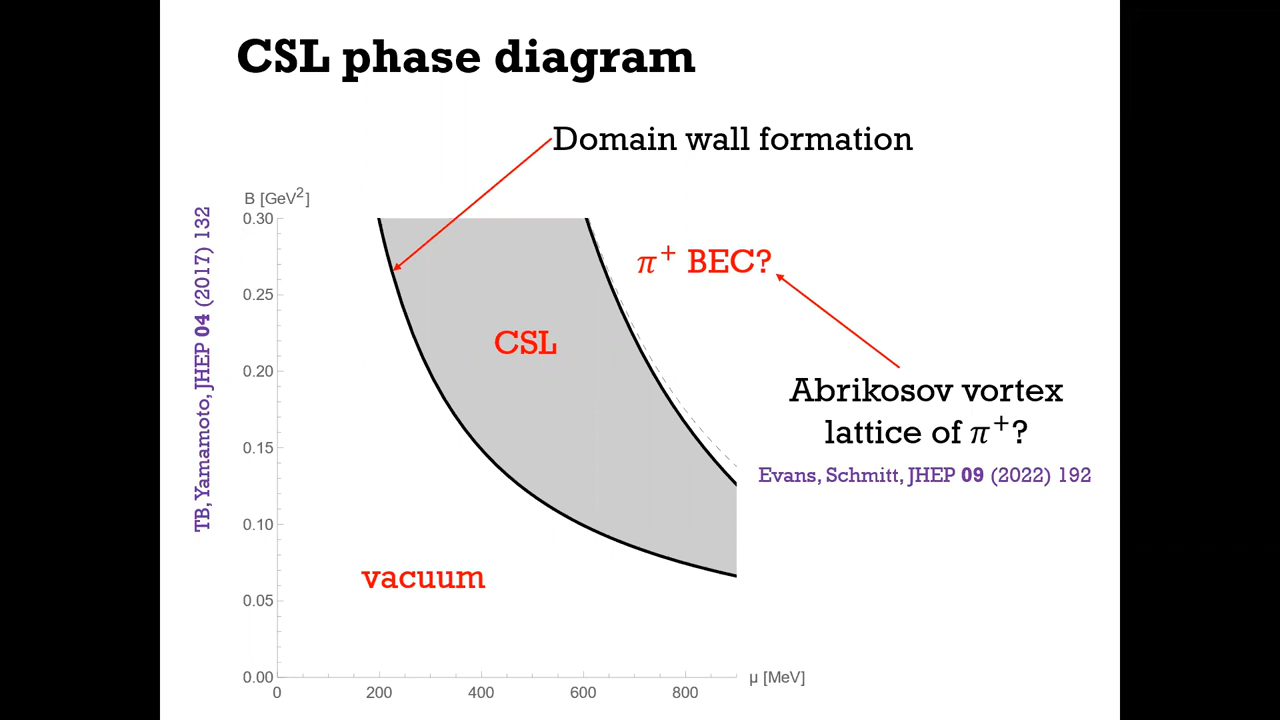 CSL phase diagram
Domain wall formation
TB, Yamamoto, JHEP 04 (2017) 132
B [GeV²]
0.30
0.25
0.20
0.15
0.10
0.05
0.00
π⁺ BEC?
CSL
Abrikosov vortex
lattice of π⁺?
Evans, Schmitt, JHEP 09 (2022) 192
vacuum
0
200
400
600
800
μ [MeV]